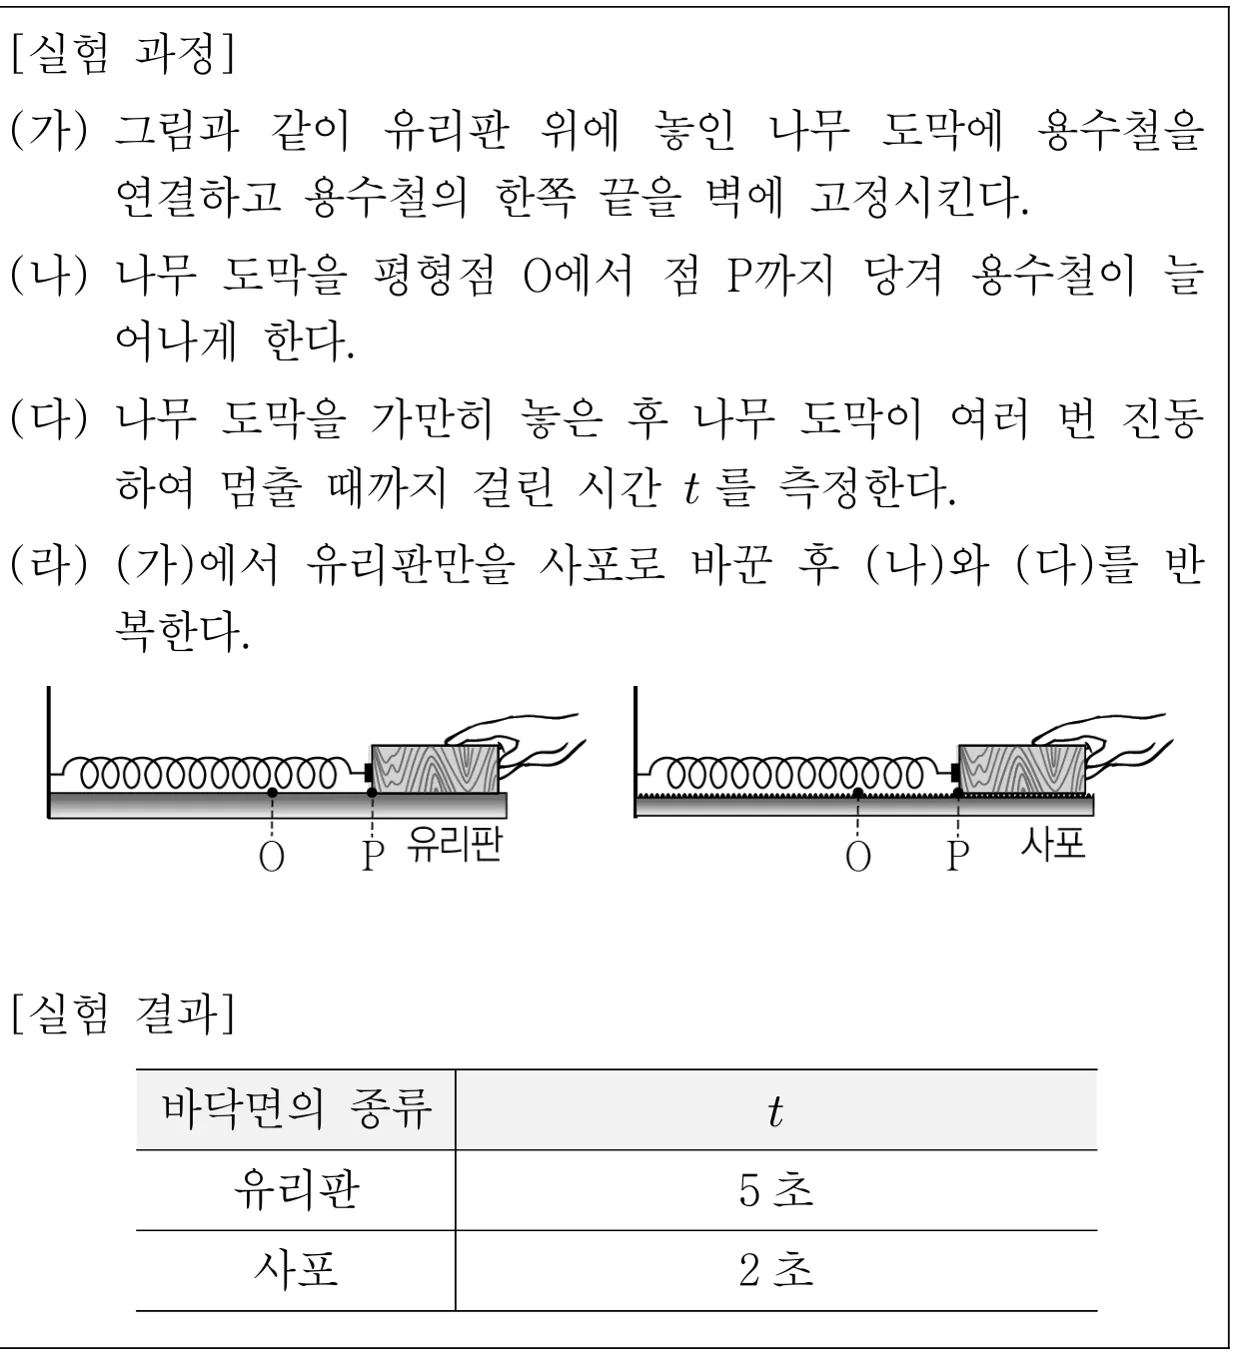 [실험 과정]
(가) 그림과 같이 유리판 위에 놓인 나무 도막에 용수철을
연결하고 용수철의 한쪽 끝을 벽에 고정시킨다.
(나) 나무 도막을 평형점 O에서 점 P까지 당겨 용수철이 늘
어나게 한다.
(다) 나무 도막을 가만히 놓은 후 나무 도막이 여러 번 진동
하여 멈출 때까지 걸린 시간 t를 측정한다.
(라) (가)에서 유리판만을 사포로 바꾼 후 (나)와 (다)를 반
복한다.
O P 유리판
O P 사포
[실험 결과]
바닥면의 종류 t
유리판 5초
사포 2초